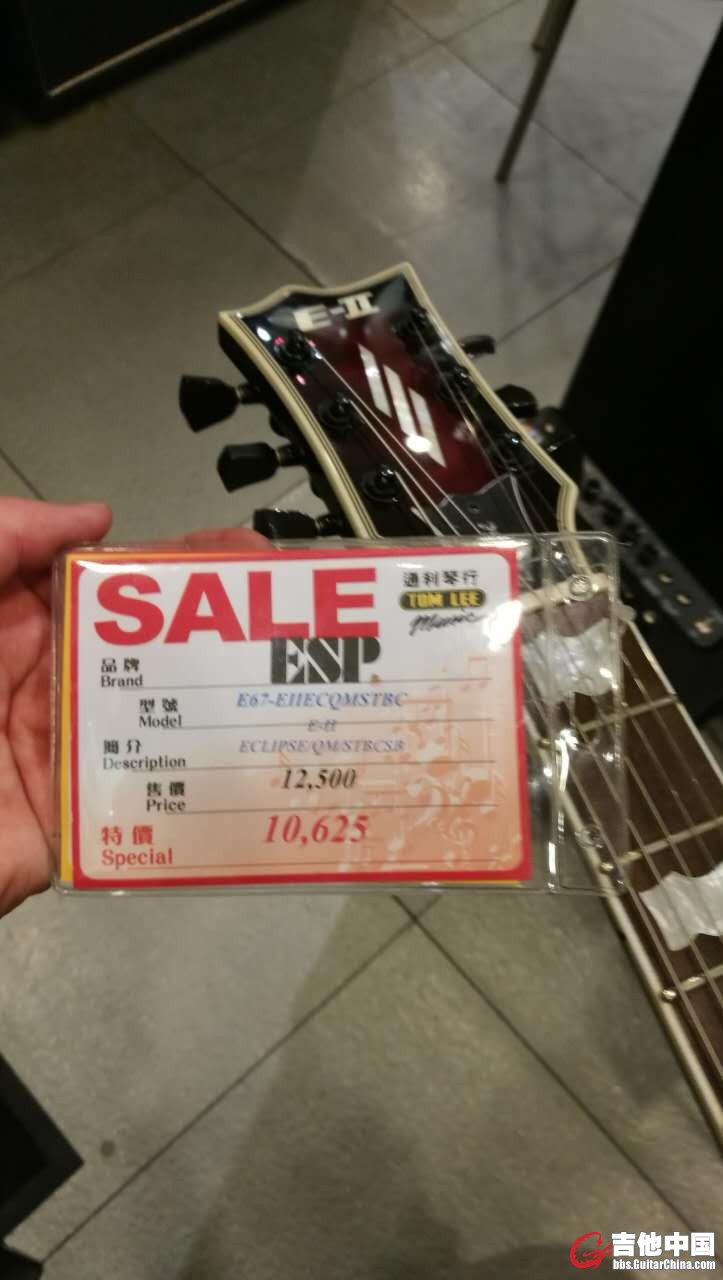 E-II
SALE
通利琴行
TOM LEE
Music
品牌
Brand
ESP
型號
Model
E67-EIIECQMSTBC
E-II
簡介
Description
ECLIPSE/QM/STBCSB
售價
Price
12,500
特價
Special
10,625
吉他中国
bbs.GuitarChina.com